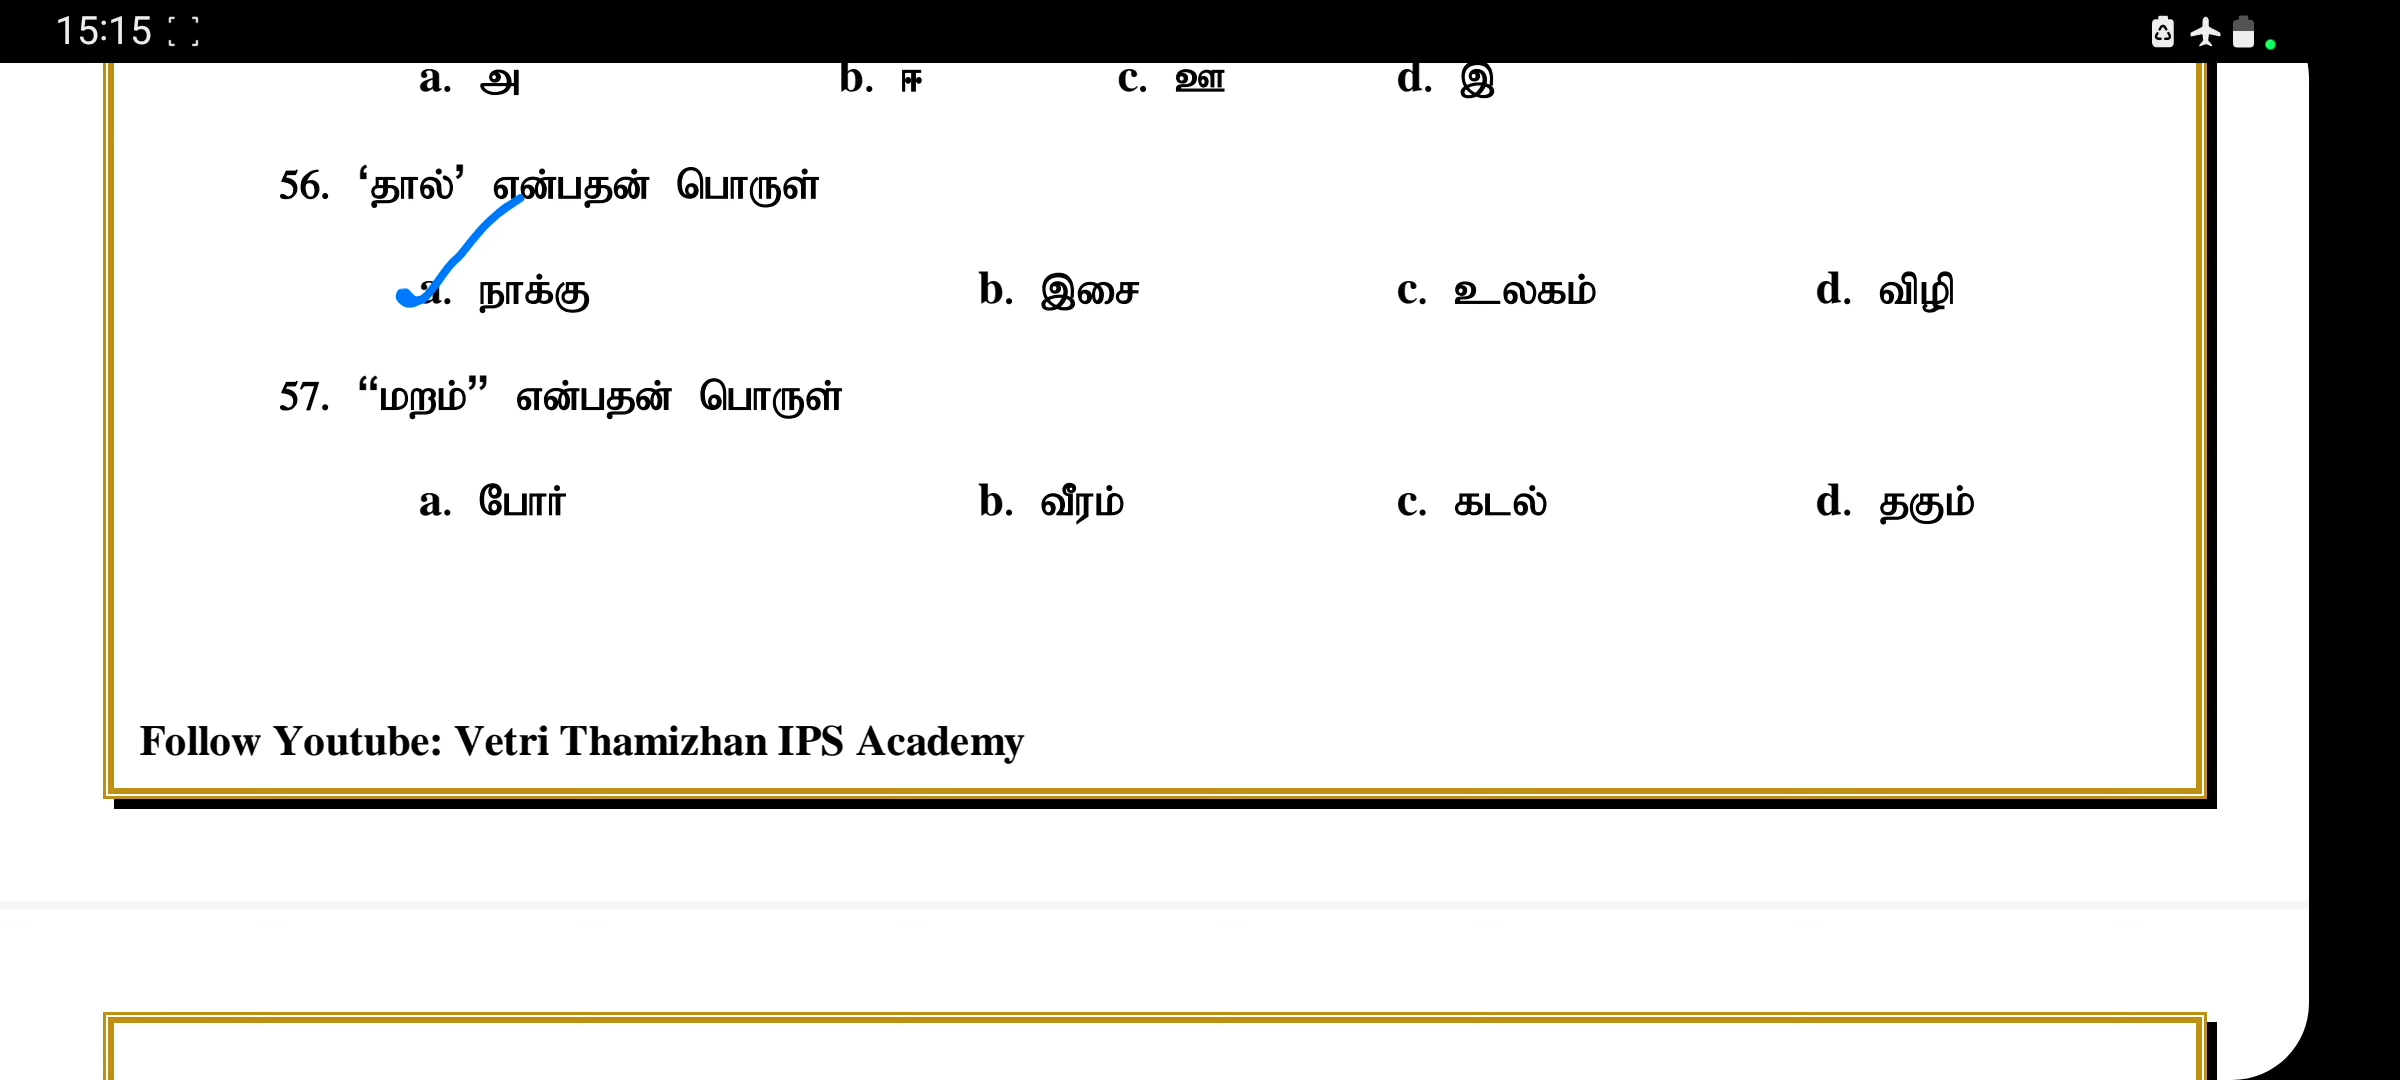 15:15
a. அ b. ஈ c. ஊ d. இ
56. ‘தால்’ என்பதன் பொருள்
a. நாக்கு b. இசை c. உலகம் d. விழி
57. “மறம்” என்பதன் பொருள்
a. போர் b. வீரம் c. கடல் d. தகும்
Follow Youtube: Vetri Thamizhan IPS Academy